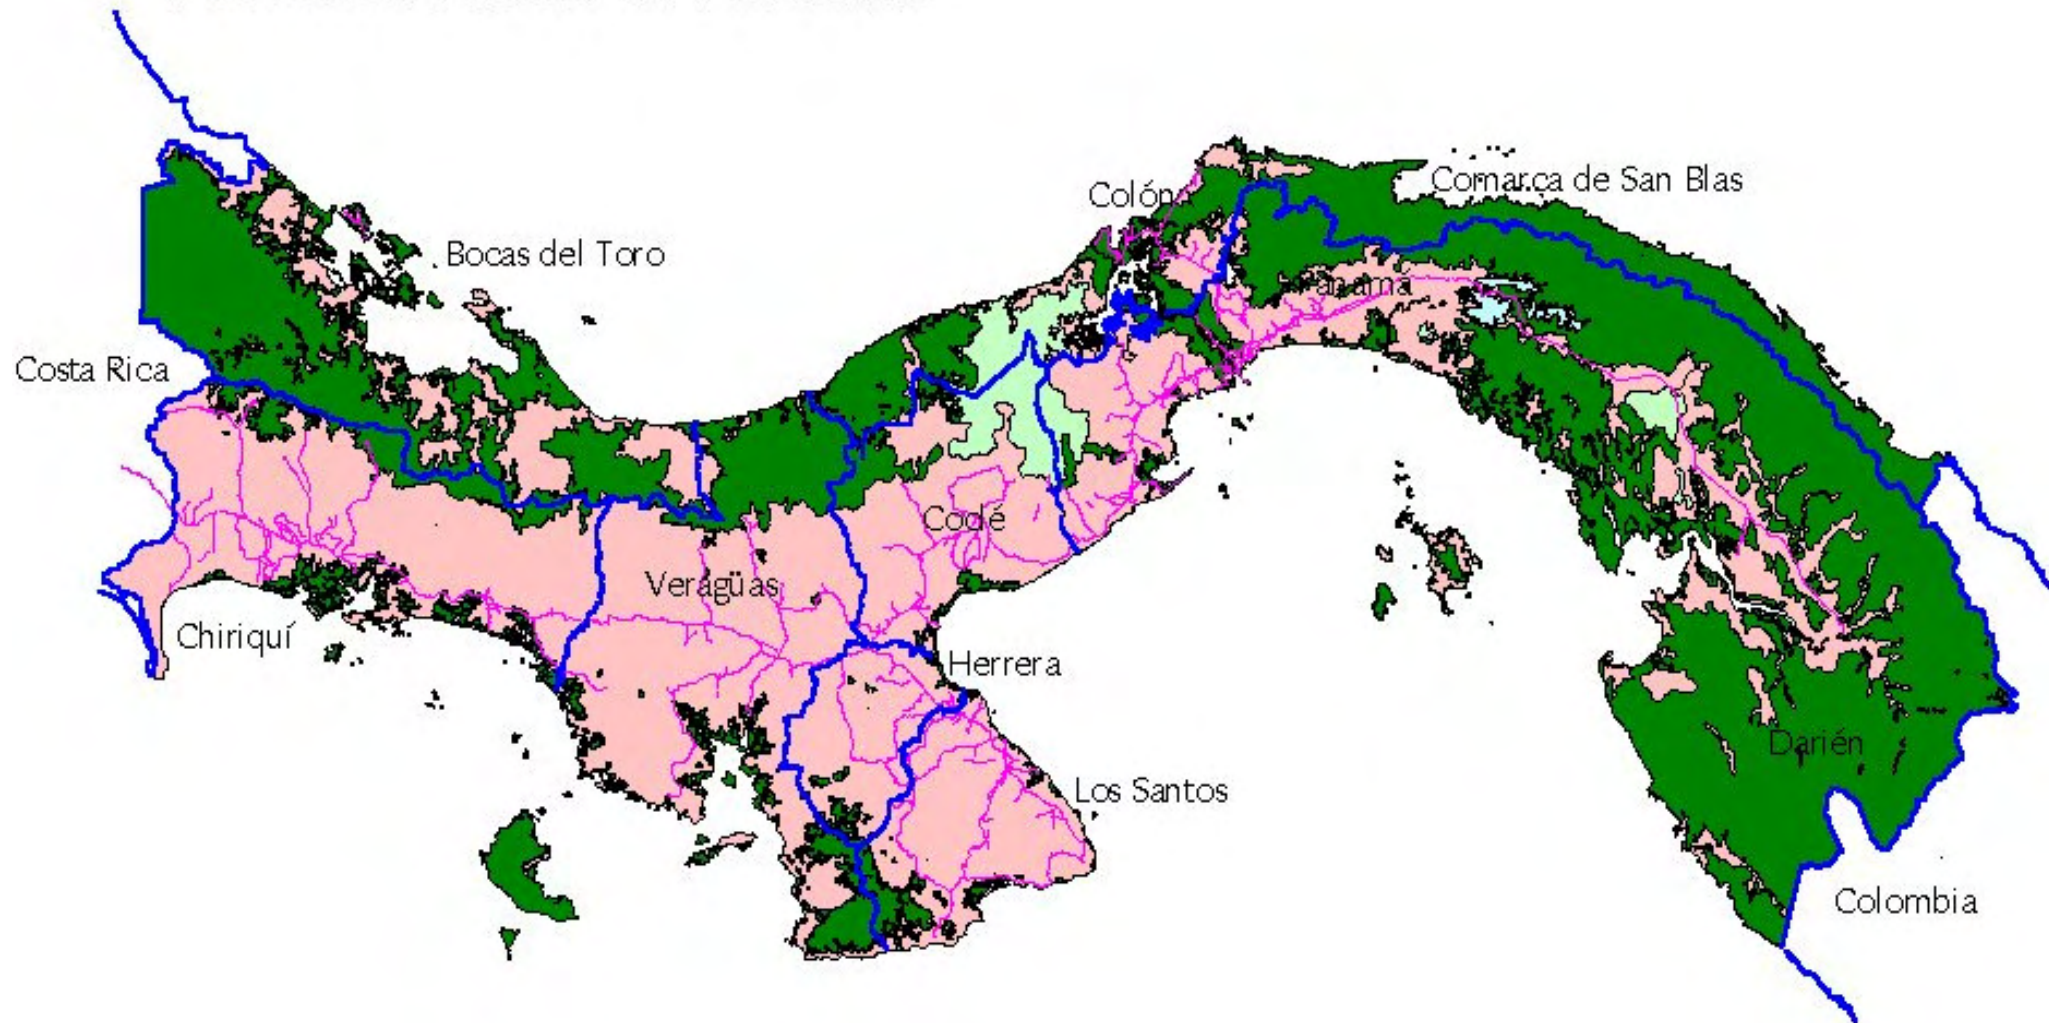 Comarca de San Blas
Colón
Bocas del Toro
Panamá
Costa Rica
Coclé
Veragüas
Chiriquí
Herrera
Darién
Los Santos
Colombia